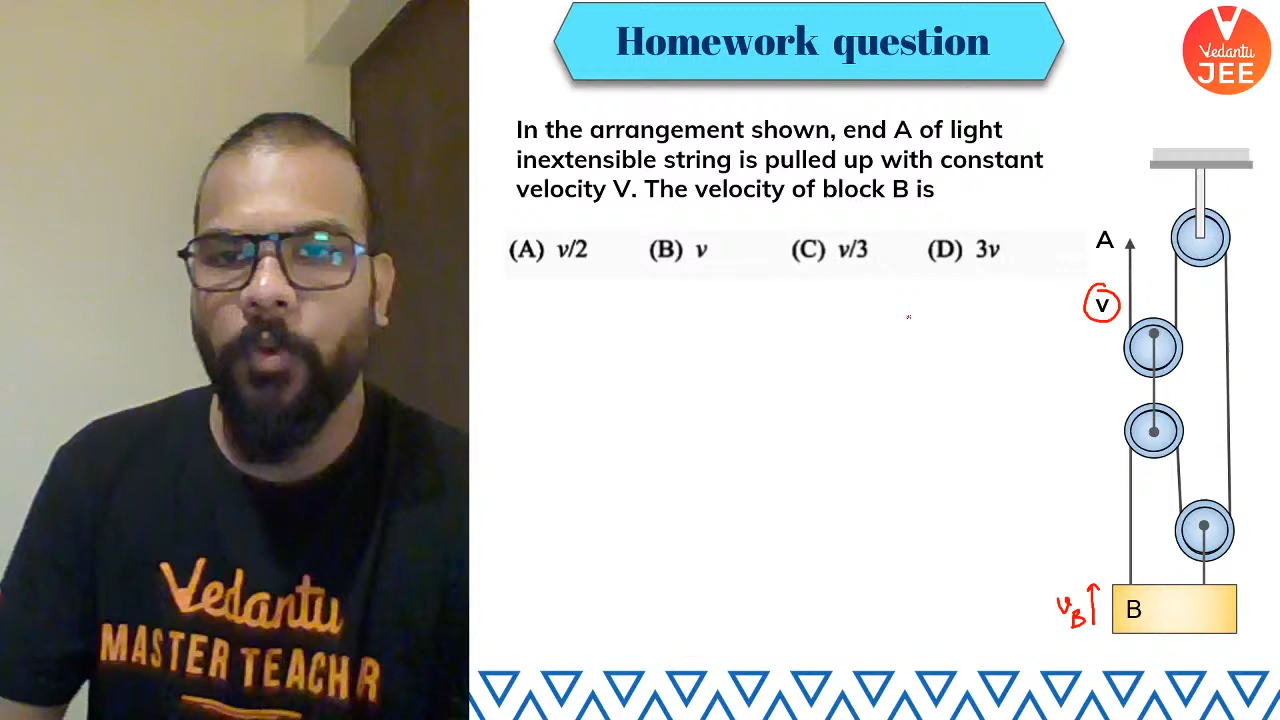 Homework question
Vedantu
JEE
In the arrangement shown, end A of light
inextensible string is pulled up with constant
velocity V. The velocity of block B is
(A) v/2 (B) v (C) v/3 (D) 3v
A
v
v_B
B
Vedantu
MASTER TEACH R